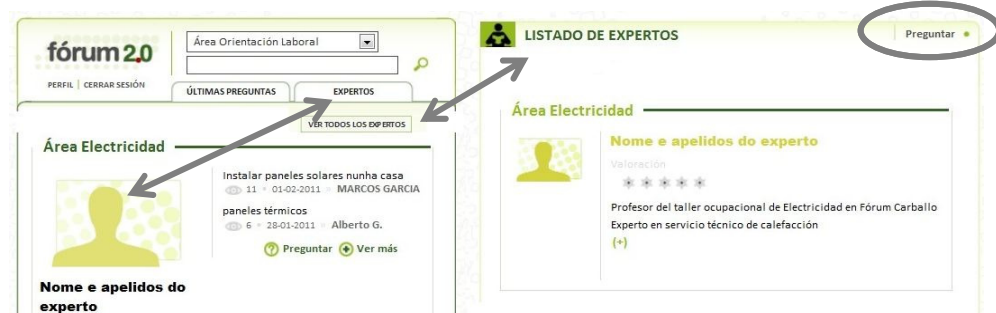 fórum 2.0
Área Orientación Laboral
PERFIL | CERRAR SESIÓN
ÚLTIMAS PREGUNTAS
EXPERTOS
VER TODOS LOS EXPERTOS
Área Electricidad
Instalar paneles solares nunha casa
11 • 01-02-2011 • MARCOS GARCIA
paneles térmicos
6 • 28-01-2011 • Alberto G.
Preguntar
Ver más
Nome e apelidos do
experto
LISTADO DE EXPERTOS
Preguntar
Área Electricidad
Nome e apelidos do experto
Valoración
Profesor del taller ocupacional de Electricidad en Fórum Carballo
Experto en servicio técnico de calefacción
(+)